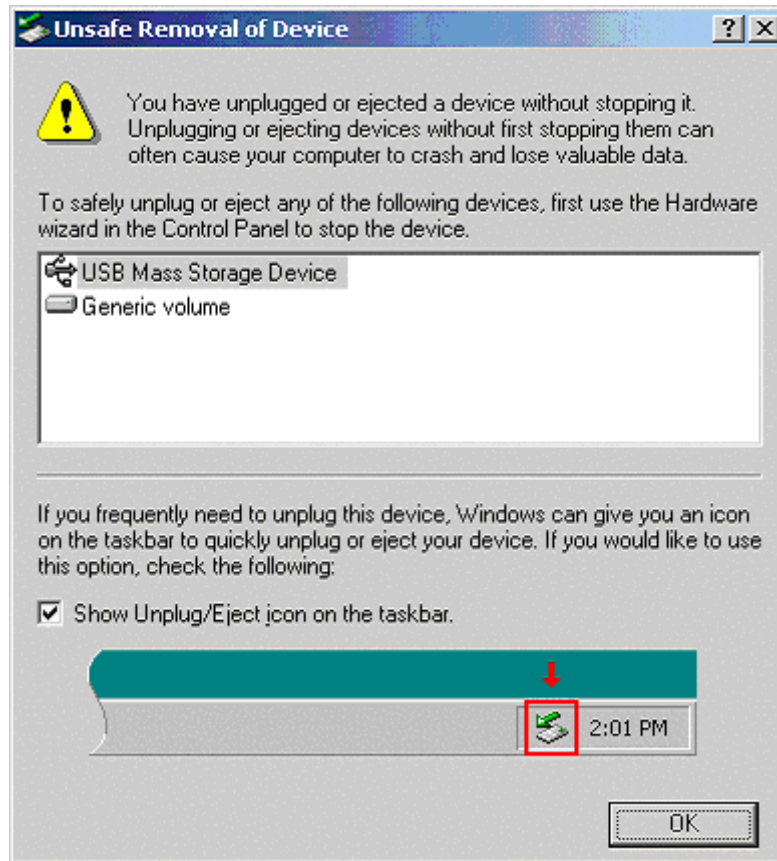 Unsafe Removal of Device
You have unplugged or ejected a device without stopping it.
Unplugging or ejecting devices without first stopping them can
often cause your computer to crash and lose valuable data.
To safely unplug or eject any of the following devices, first use the Hardware
wizard in the Control Panel to stop the device.
USB Mass Storage Device
Generic volume
If you frequently need to unplug this device, Windows can give you an icon
on the taskbar to quickly unplug or eject your device. If you would like to use
this option, check the following:
Show Unplug/Eject icon on the taskbar.
2:01 PM
OK